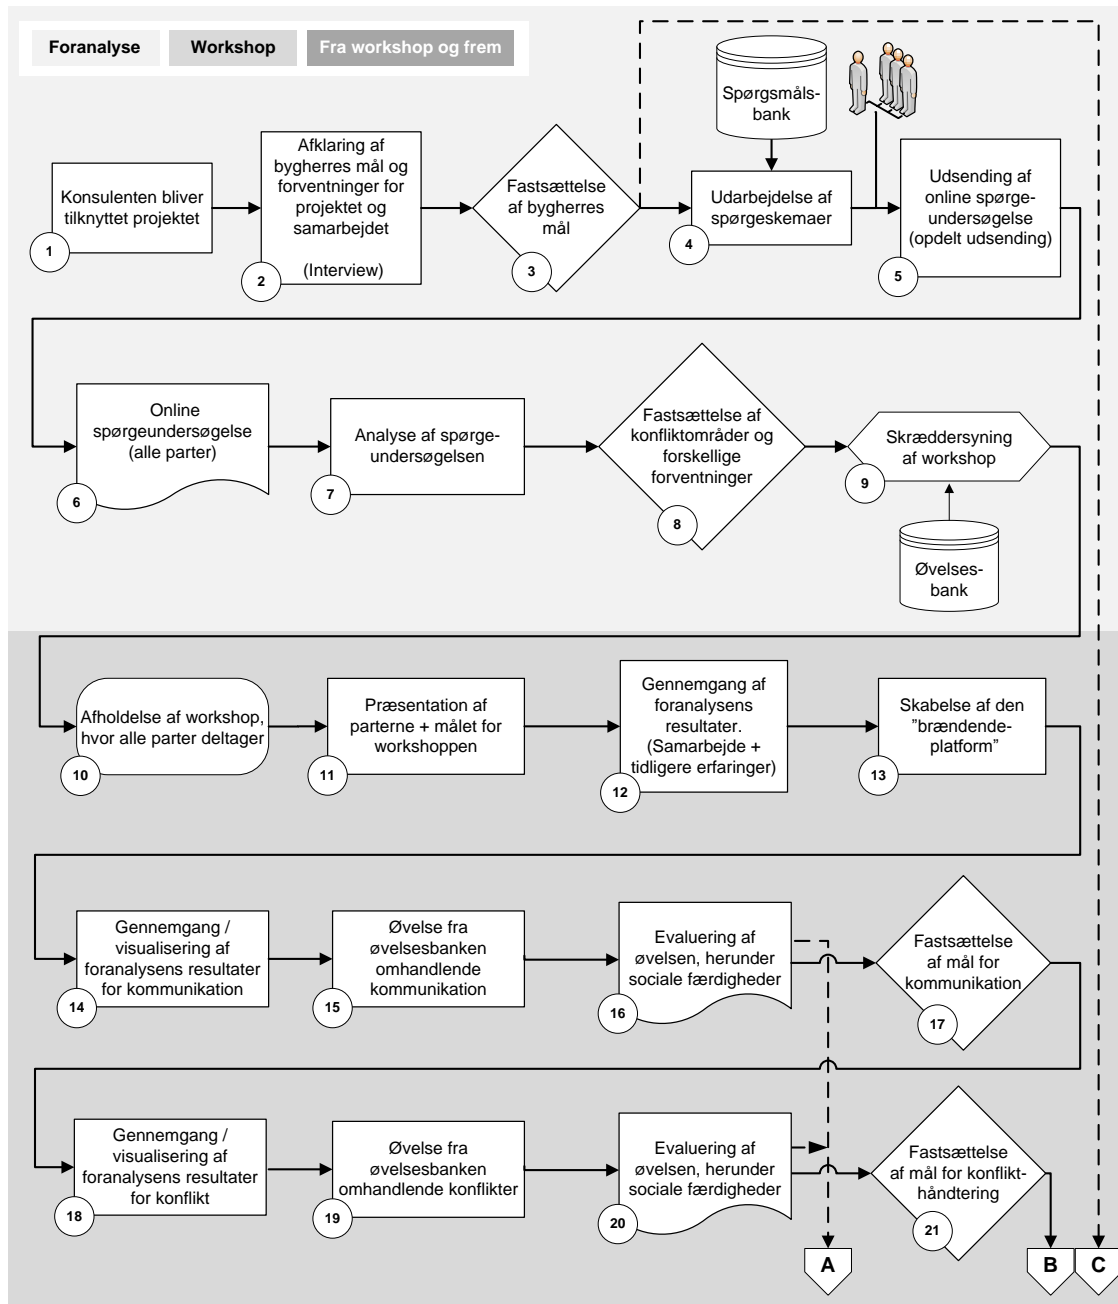 Foranalyse
Workshop
Fra workshop og frem
Konsulenten bliver
tilknyttet projektet
1
Afklaring af
bygherres mål og
forventninger for
projektet og
samarbejdet
(Interview)
2
Fastsættelse
af bygherres
mål
3
Spørgsmåls-
bank
Udarbejdelse af
spørgeskemaer
4
Udsending af
online spørge-
undersøgelse
(opdelt udsending)
5
Online
spørgeundersøgelse
(alle parter)
6
Analyse af spørge-
undersøgelsen
7
Fastsættelse af
konfliktområder og
forskellige
forventninger
8
Skræddersyning
af workshop
9
Øvelses-
bank
Afholdelse af workshop,
hvor alle parter deltager
10
Præsentation af
parterne + målet for
workshoppen
11
Gennemgang af
foranalysens
resultater.
(Samarbejde +
tidligere erfaringer)
12
Skabelse af den
”brændende-
platform”
13
Gennemgang /
visualisering af
foranalysens resultater
for kommunikation
14
Øvelse fra
øvelsesbanken
omhandlende
kommunikation
15
Evaluering af
øvelsen, herunder
sociale færdigheder
16
Fastsættelse
af mål for
kommunikation
17
Gennemgang /
visualisering af
foranalysens resultater
for konflikt
18
Øvelse fra
øvelsesbanken
omhandlende konflikter
19
Evaluering af
øvelsen, herunder
sociale færdigheder
20
Fastsættelse
af mål for konflikt-
håndtering
21
A
B
C